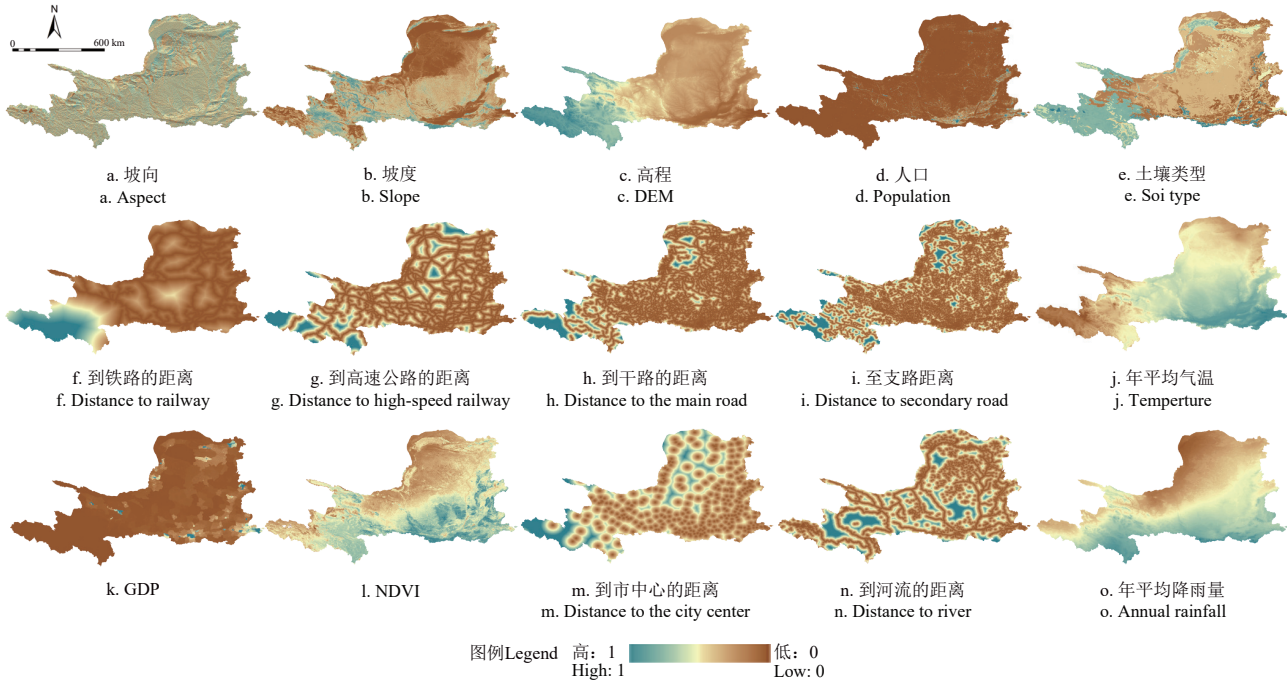 N
0 600 km
a. 坡向
a. Aspect
b. 坡度
b. Slope
c. 高程
c. DEM
d. 人口
d. Population
e. 土壤类型
e. Soi type
f. 到铁路的距离
f. Distance to railway
g. 到高速公路的距离
g. Distance to high-speed railway
h. 到干路的距离
h. Distance to the main road
i. 至支路距离
i. Distance to secondary road
j. 年平均气温
j. Temperture
k. GDP
l. NDVI
m. 到市中心的距离
m. Distance to the city center
n. 到河流的距离
n. Distance to river
o. 年平均降雨量
o. Annual rainfall
图例Legend
高：1
High: 1
低：0
Low: 0